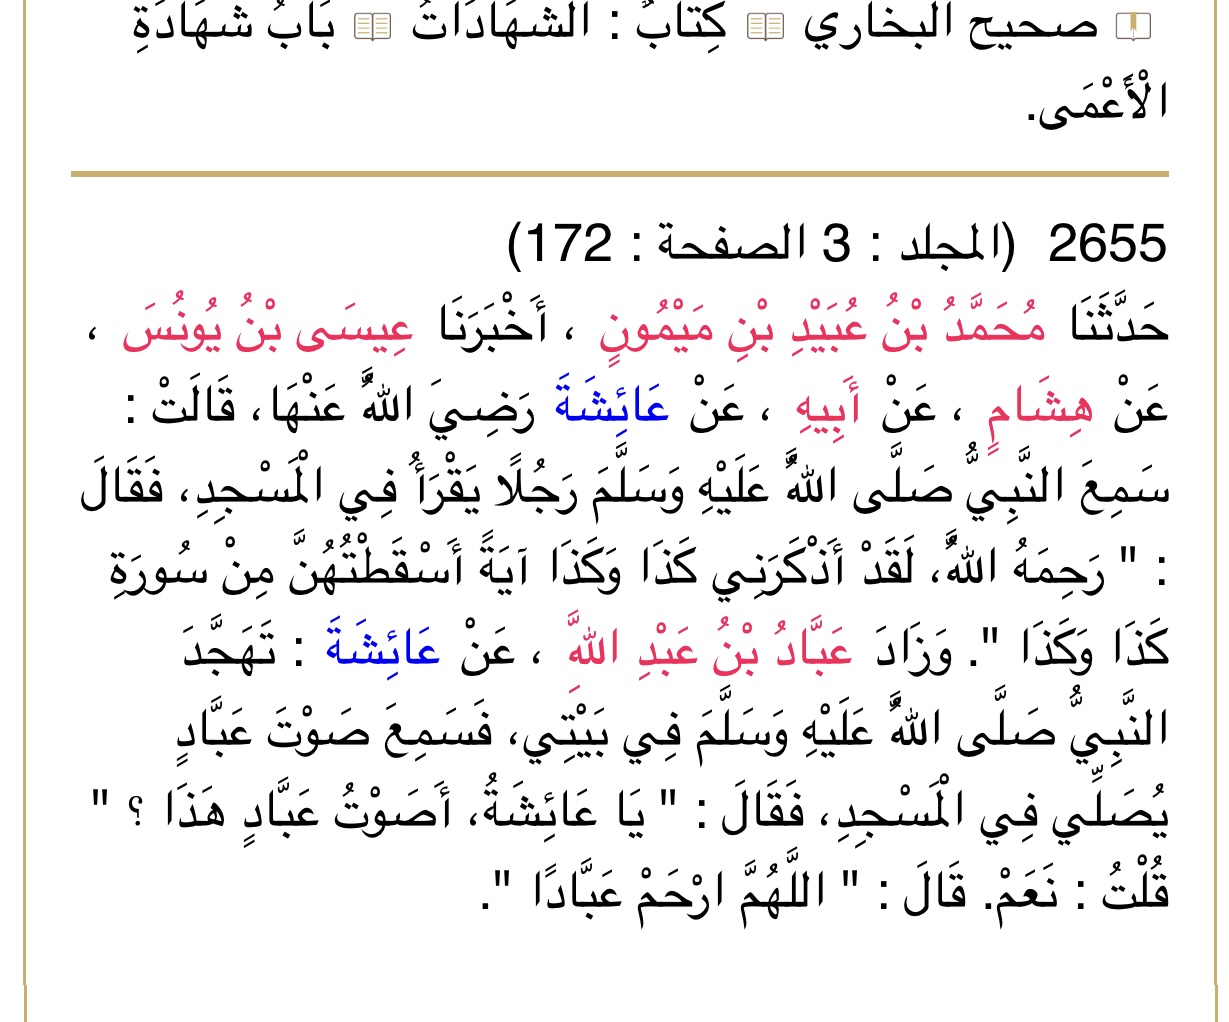 صحيح البخاري كِتَابٌ : الشَّهَادَاتُ بَابُ شَهَادَةِ
الْأَعْمَى.
2655 (المجلد : 3 الصفحة : 172)
حَدَّثَنَا مُحَمَّدُ بْنُ عُبَيْدِ بْنِ مَيْمُونٍ ، أَخْبَرَنَا عِيسَى بْنُ يُونُسَ ،
عَنْ هِشَامٍ ، عَنْ أَبِيهِ ، عَنْ عَائِشَةَ رَضِيَ اللَّهُ عَنْهَا، قَالَتْ :
سَمِعَ النَّبِيُّ صَلَّى اللَّهُ عَلَيْهِ وَسَلَّمَ رَجُلًا يَقْرَأُ فِي الْمَسْجِدِ، فَقَالَ
: " رَحِمَهُ اللَّهُ، لَقَدْ أَذْكَرَنِي كَذَا وَكَذَا آيَةً أَسْقَطْتُهُنَّ مِنْ سُورَةِ
كَذَا وَكَذَا ". وَزَادَ عَبَّادُ بْنُ عَبْدِ اللَّهِ ، عَنْ عَائِشَةَ : تَهَجَّدَ
النَّبِيُّ صَلَّى اللَّهُ عَلَيْهِ وَسَلَّمَ فِي بَيْتِي، فَسَمِعَ صَوْتَ عَبَّادٍ
يُصَلِّي فِي الْمَسْجِدِ، فَقَالَ : " يَا عَائِشَةُ، أَصَوْتُ عَبَّادٍ هَذَا ؟ "
قُلْتُ : نَعَمْ. قَالَ : " اللَّهُمَّ ارْحَمْ عَبَّادًا ".